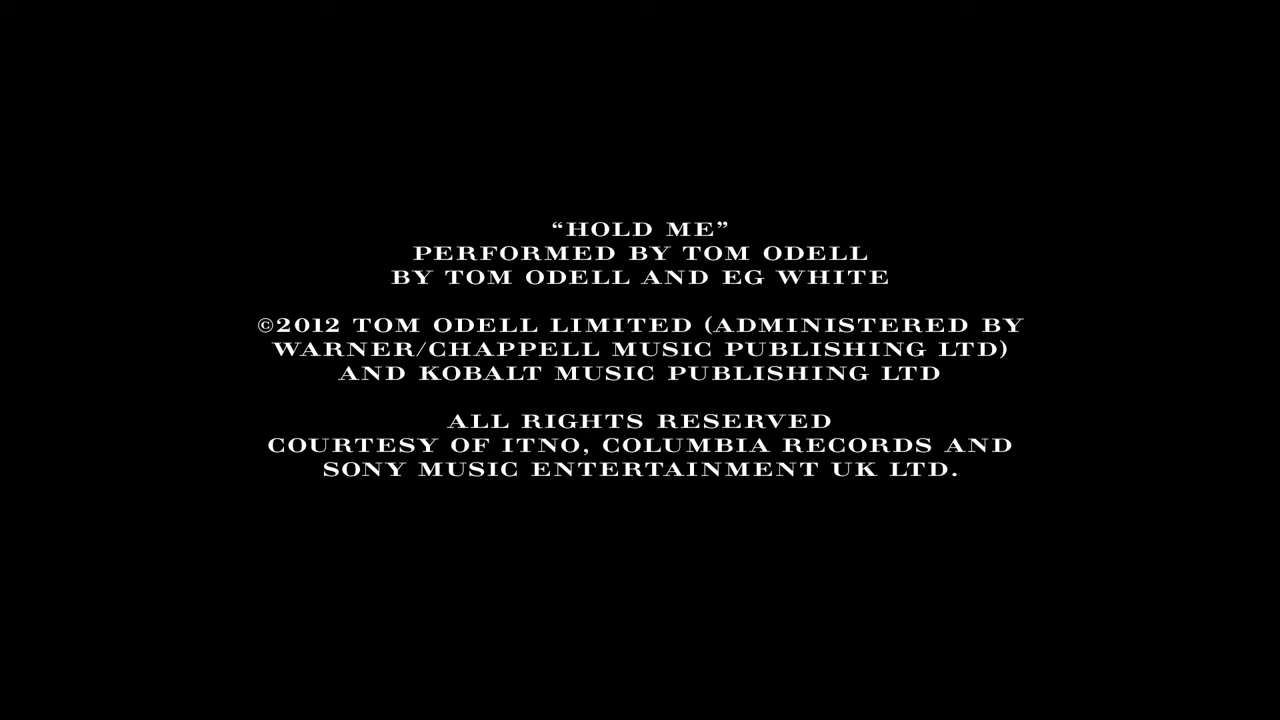 “HOLD ME”
PERFORMED BY TOM ODELL
BY TOM ODELL AND EG WHITE
©2012 TOM ODELL LIMITED (ADMINISTERED BY
WARNER/CHAPPELL MUSIC PUBLISHING LTD)
AND KOBALT MUSIC PUBLISHING LTD
ALL RIGHTS RESERVED
COURTESY OF ITNO, COLUMBIA RECORDS AND
SONY MUSIC ENTERTAINMENT UK LTD.